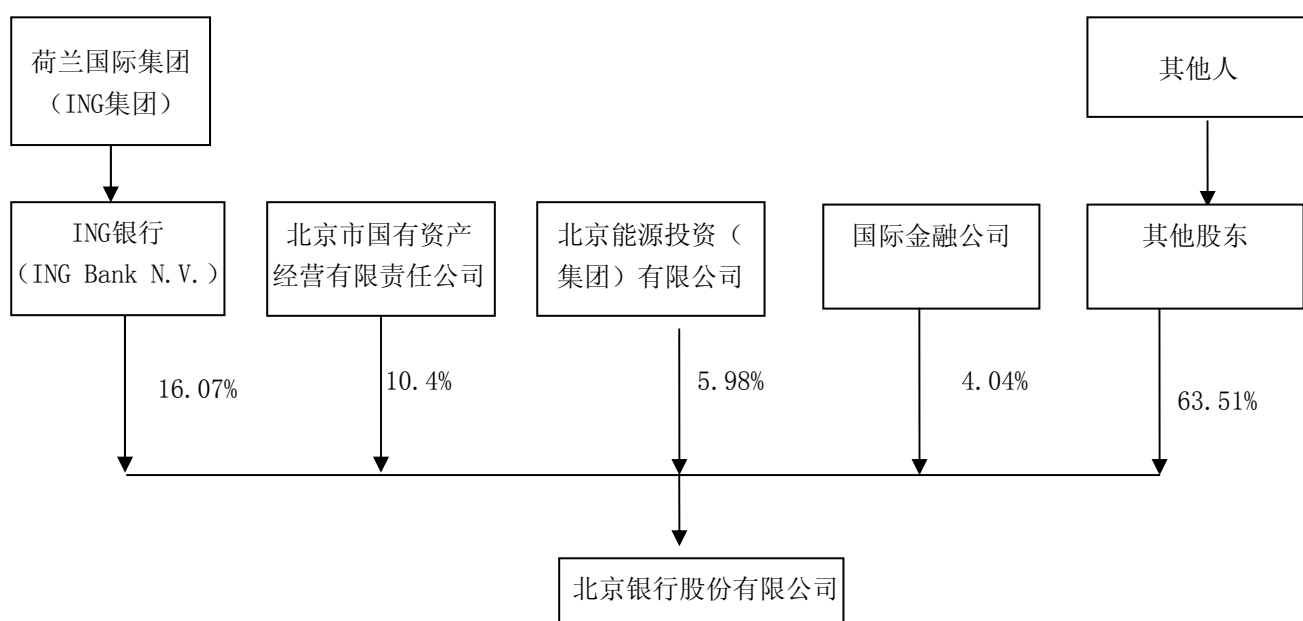 荷兰国际集团
（ING集团）
其他人
ING银行
（ING Bank N.V.）
北京市国有资产
经营有限责任公司
北京能源投资（
集团）有限公司
国际金融公司
其他股东
16.07%
10.4%
5.98%
4.04%
63.51%
北京银行股份有限公司